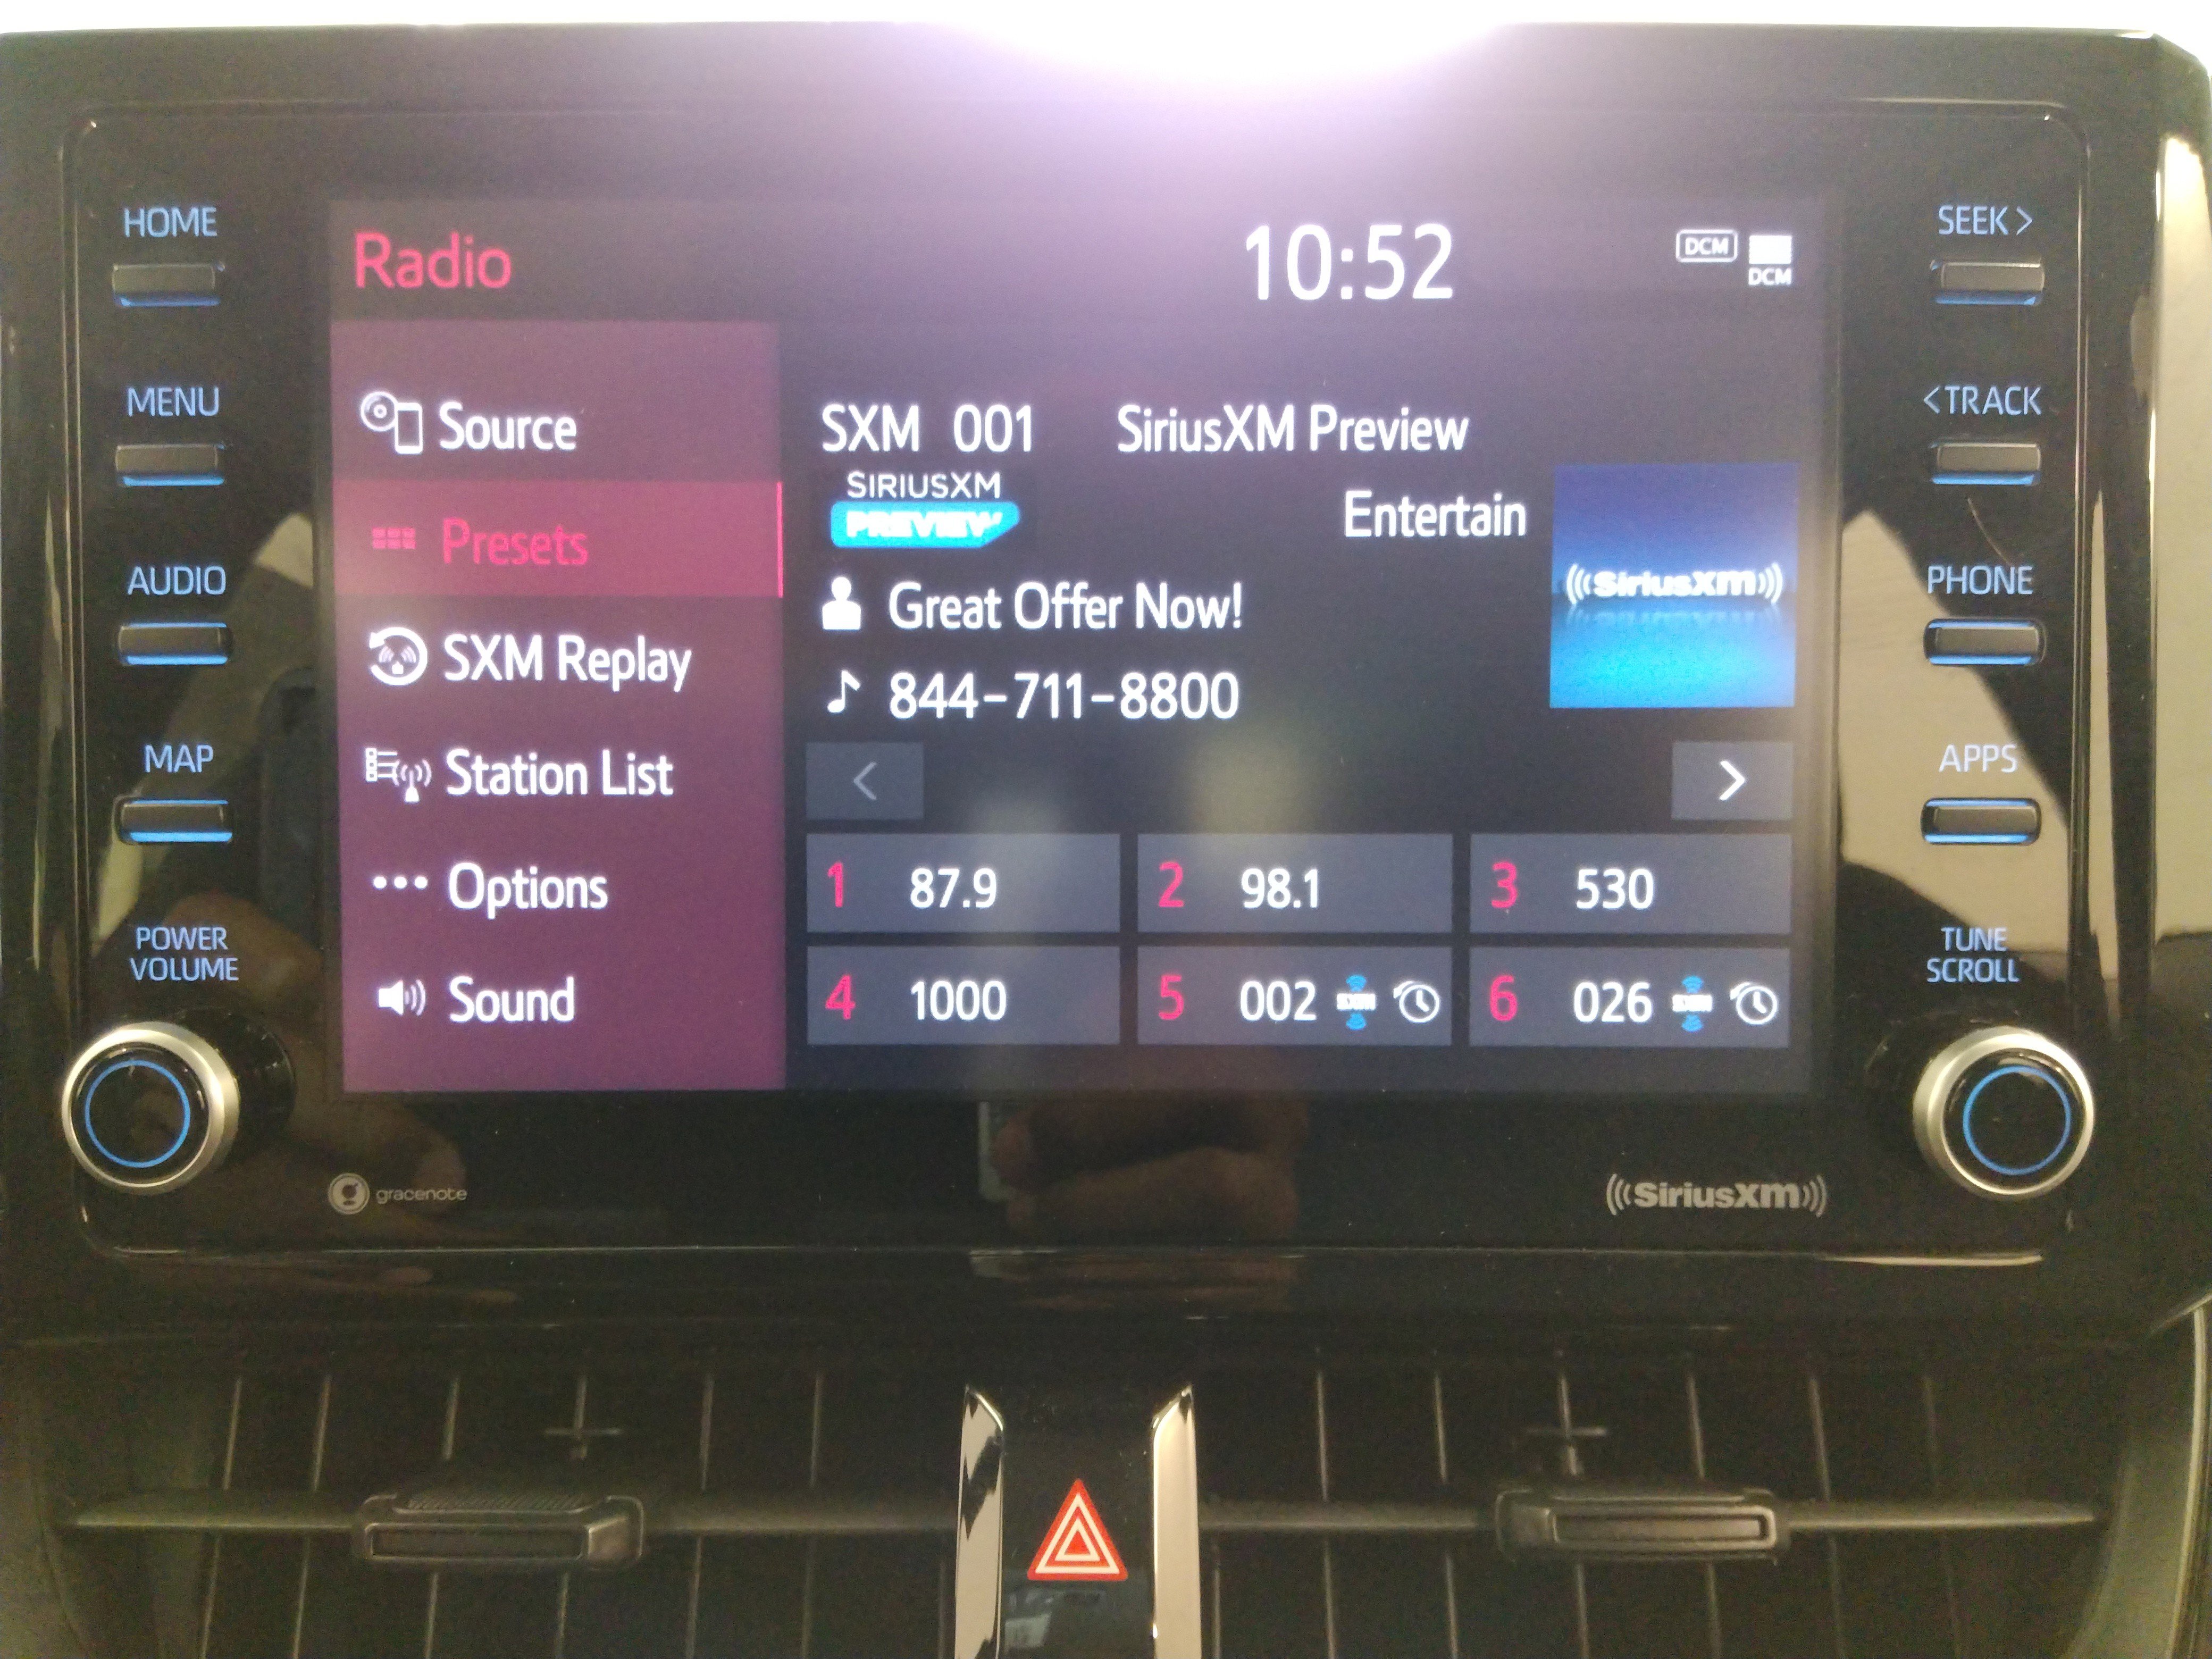 HOME
MENU
AUDIO
MAP
POWER
VOLUME
Radio
10:52
DCM
DCM
Source
Presets
SXM Replay
Station List
Options
Sound
SXM 001 SiriusXM Preview
SIRIUSXM
PREVIEW
Entertain
Great Offer Now!
844-711-8800
SiriusXM
<
>
1 87.9
2 98.1
3 530
4 1000
5 002 SXM
6 026 SXM
SEEK >
< TRACK
PHONE
APPS
TUNE
SCROLL
gracenote
SiriusXM